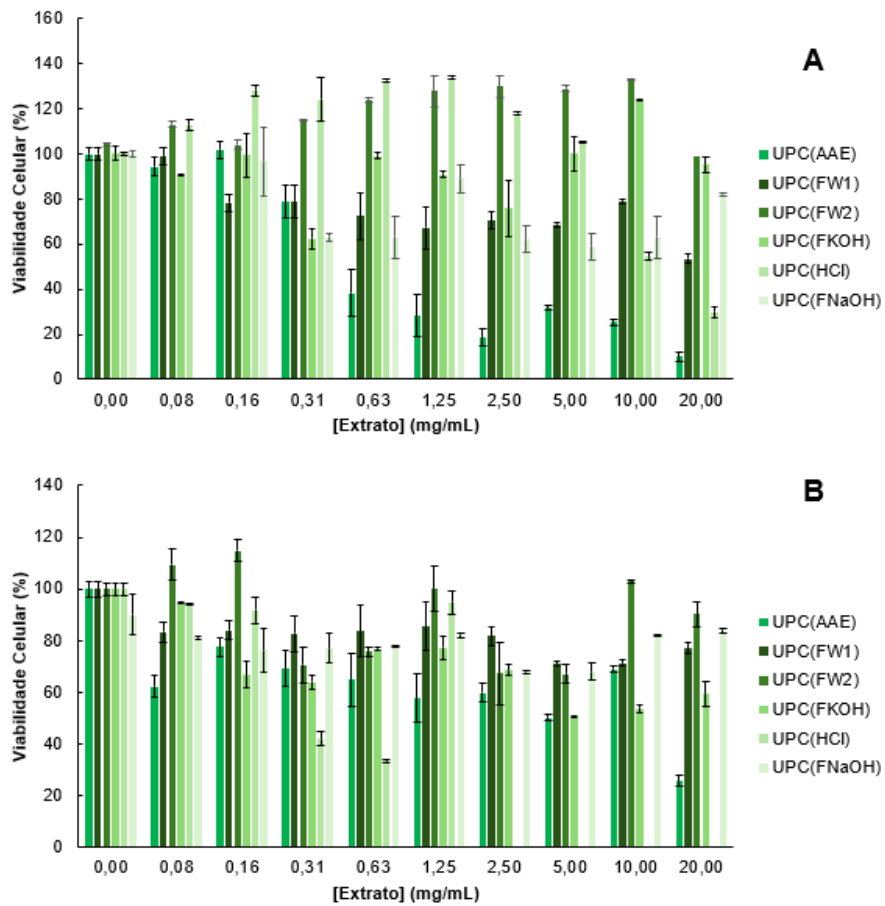 160
140
120
100
80
60
40
20
0
Viabilidade Celular (%)
0,00 0,08 0,16 0,31 0,63 1,25 2,50 5,00 10,00 20,00
[Extrato] (mg/mL)
A
UPC(AAE)
UPC(FW1)
UPC(FW2)
UPC(FKOH)
UPC(HCl)
UPC(FNaOH)
140
120
100
80
60
40
20
0
Viabilidade Celular (%)
0,00 0,08 0,16 0,31 0,63 1,25 2,50 5,00 10,00 20,00
[Extrato] (mg/mL)
B
UPC(AAE)
UPC(FW1)
UPC(FW2)
UPC(FKOH)
UPC(HCl)
UPC(FNaOH)